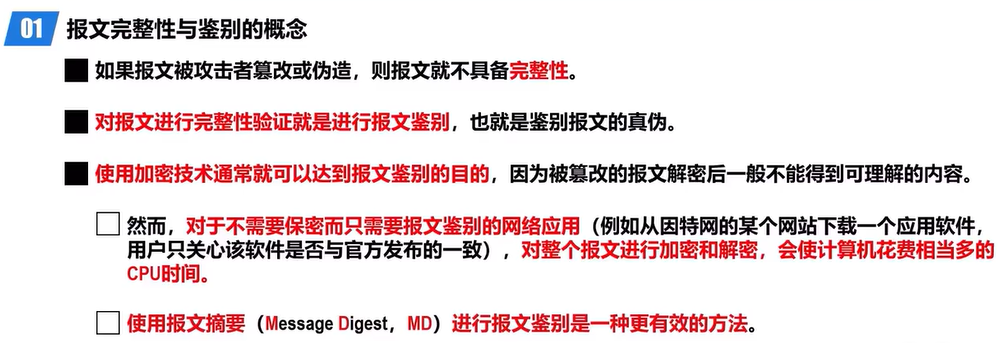 01 报文完整性与鉴别的概念
如果报文被攻击者篡改或伪造，则报文就不具备完整性。
对报文进行完整性验证就是进行报文鉴别，也就是鉴别报文的真伪。
使用加密技术通常就可以达到报文鉴别的目的，因为被篡改的报文解密后一般不能得到可理解的内容。
然而，对于不需要保密而只需要报文鉴别的网络应用（例如从因特网的某个网站下载一个应用软件，
用户只关心该软件是否与官方发布的一致），对整个报文进行加密和解密，会使计算机花费相当多的
CPU时间。
使用报文摘要（Message Digest，MD）进行报文鉴别是一种更有效的方法。